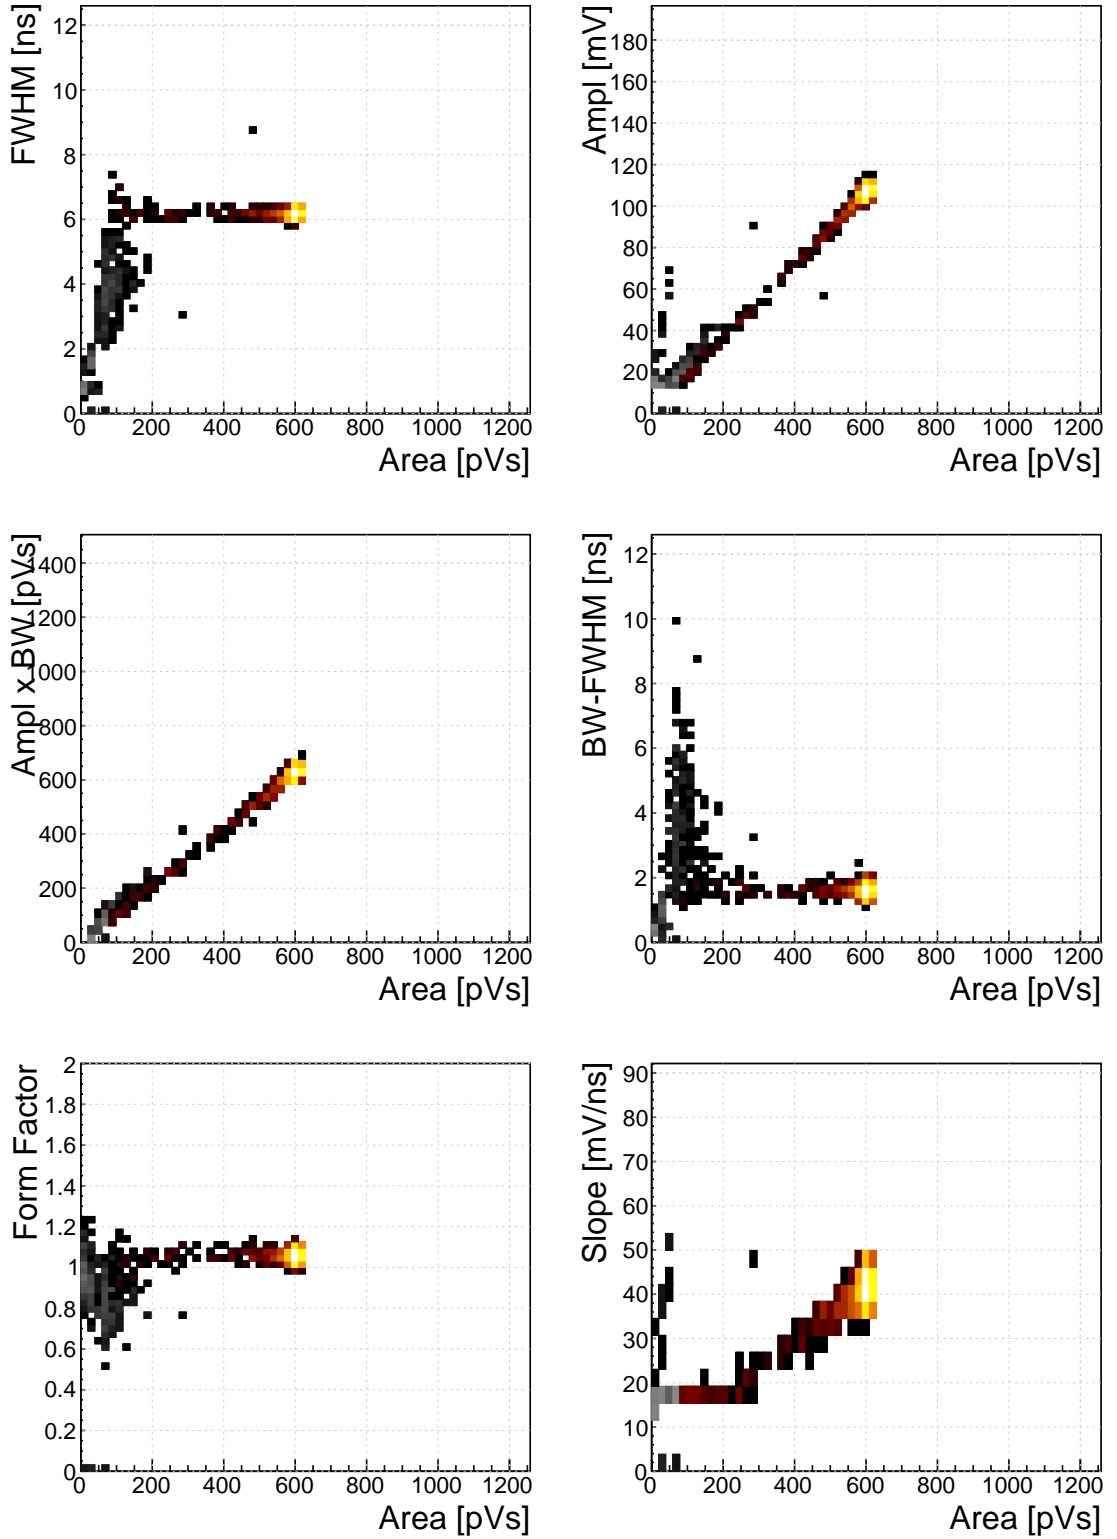 FWHM [ns]
12
10
8
6
4
2
0
0 200 400 600 800 1000 1200
Area [pVs]
Ampl [mV]
180
160
140
120
100
80
60
40
20
0
0 200 400 600 800 1000 1200
Area [pVs]
Ampl x BW [pVs]
1400
1200
1000
800
600
400
200
0
0 200 400 600 800 1000 1200
Area [pVs]
BW-FWHM [ns]
12
10
8
6
4
2
0
0 200 400 600 800 1000 1200
Area [pVs]
Form Factor
2
1.8
1.6
1.4
1.2
1
0.8
0.6
0.4
0.2
0
0 200 400 600 800 1000 1200
Area [pVs]
Slope [mV/ns]
90
80
70
60
50
40
30
20
10
0
0 200 400 600 800 1000 1200
Area [pVs]